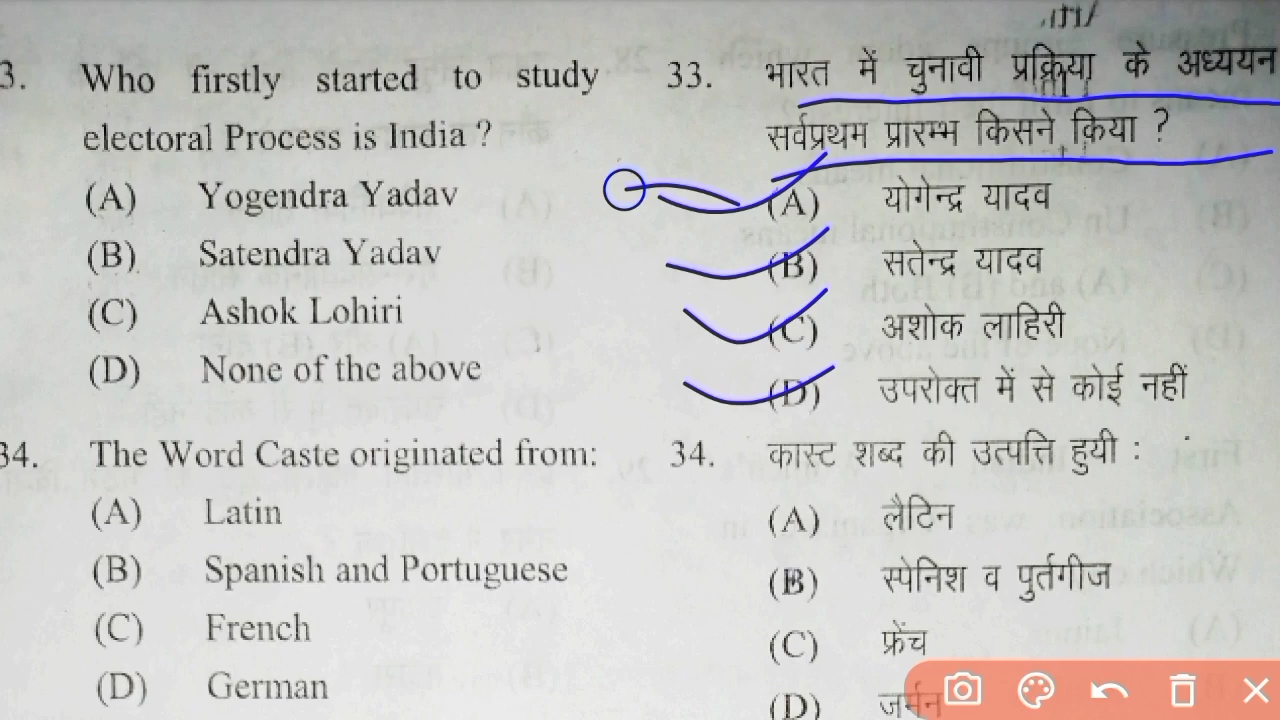 3. Who firstly started to study
electoral Process is India ?
(A) Yogendra Yadav
(B) Satendra Yadav
(C) Ashok Lohiri
(D) None of the above
34. The Word Caste originated from:
(A) Latin
(B) Spanish and Portuguese
(C) French
(D) German
33. भारत में चुनावी प्रक्रिया के अध्ययन
सर्वप्रथम प्रारम्भ किसने किया ?
(A) योगेन्द्र यादव
(B) सतेन्द्र यादव
(C) अशोक लाहिरी
(D) उपरोक्त में से कोई नहीं
34. कास्ट शब्द की उत्पत्ति हुयी :
(A) लैटिन
(B) स्पेनिश व पुर्तगीज
(C) फ्रेंच
(D) जर्मन